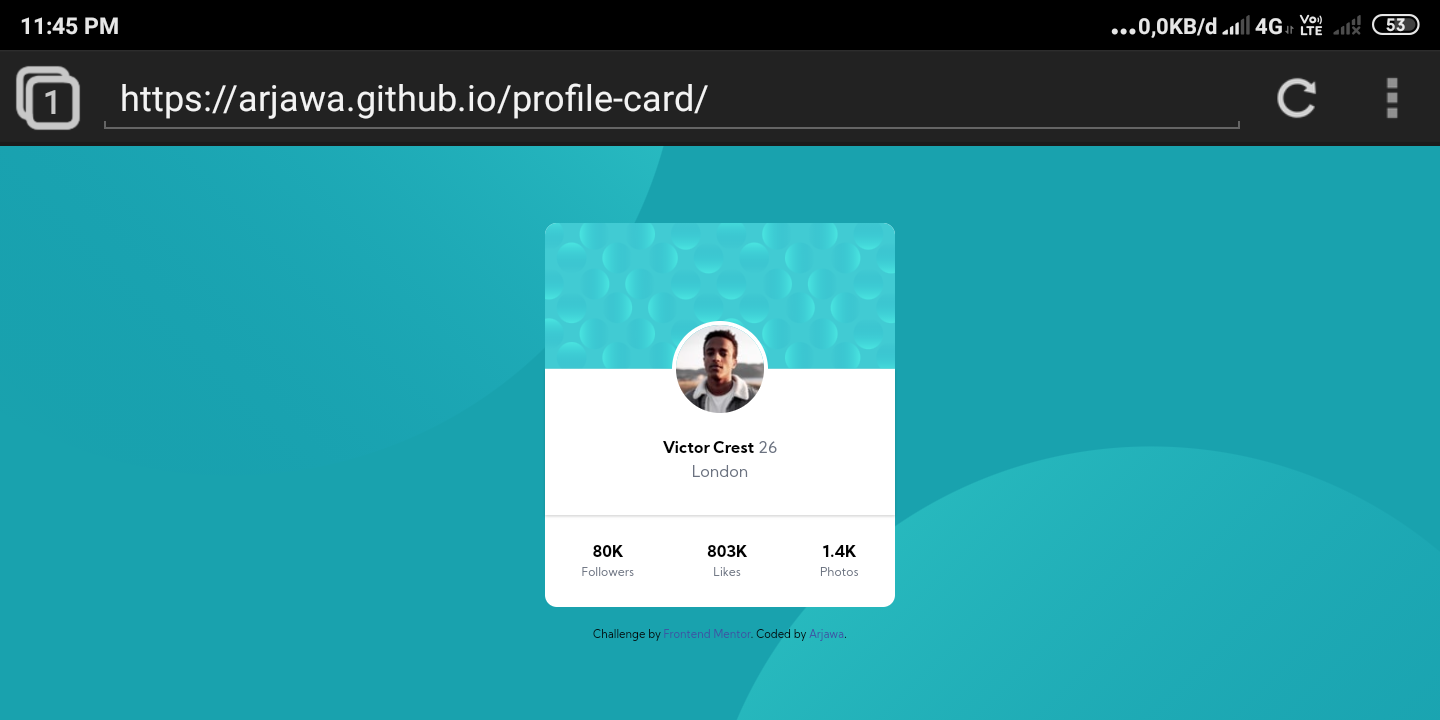 11:45 PM
...0,0KB/d 4G Vo LTE 53
1 https://arjawa.github.io/profile-card/
Victor Crest 26
London
80K 803K 1.4K
Followers Likes Photos
Challenge by Frontend Mentor. Coded by Arjawa.